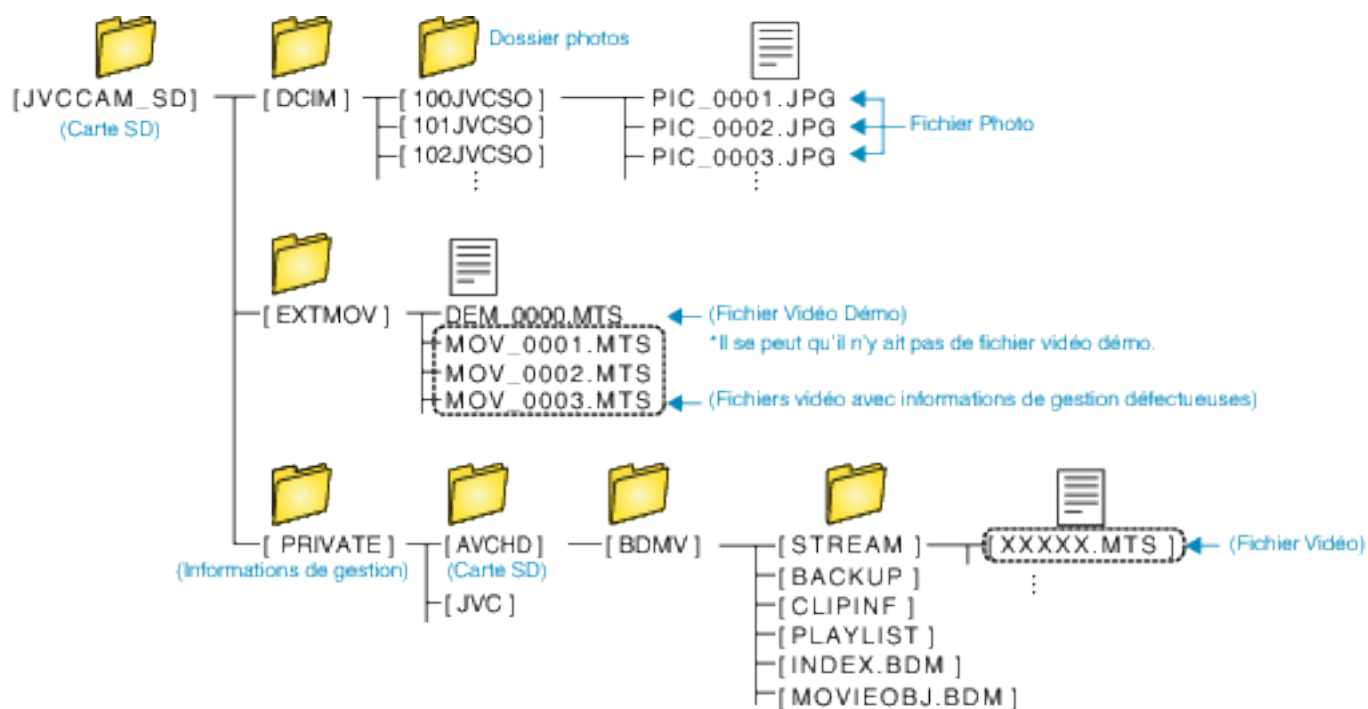 Dossier photos
[JVCCAM_SD]
(Carte SD)
[DCIM]
[100JVCSO]
[101JVCSO]
[102JVCSO]
PIC_0001.JPG
PIC_0002.JPG
PIC_0003.JPG
Fichier Photo
[EXTMOV]
DEM_0000.MTS
(Fichier Vidéo Démo)
*Il se peut qu'il n'y ait pas de fichier vidéo démo.
MOV_0001.MTS
MOV_0002.MTS
MOV_0003.MTS
(Fichiers vidéo avec informations de gestion défectueuses)
[PRIVATE]
(Informations de gestion)
[AVCHD]
(Carte SD)
[JVC]
[BDMV]
[STREAM]
[BACKUP]
[CLIPINF]
[PLAYLIST]
[INDEX.BDM]
[MOVIEOBJ.BDM]
[XXXXX.MTS]
(Fichier Vidéo)